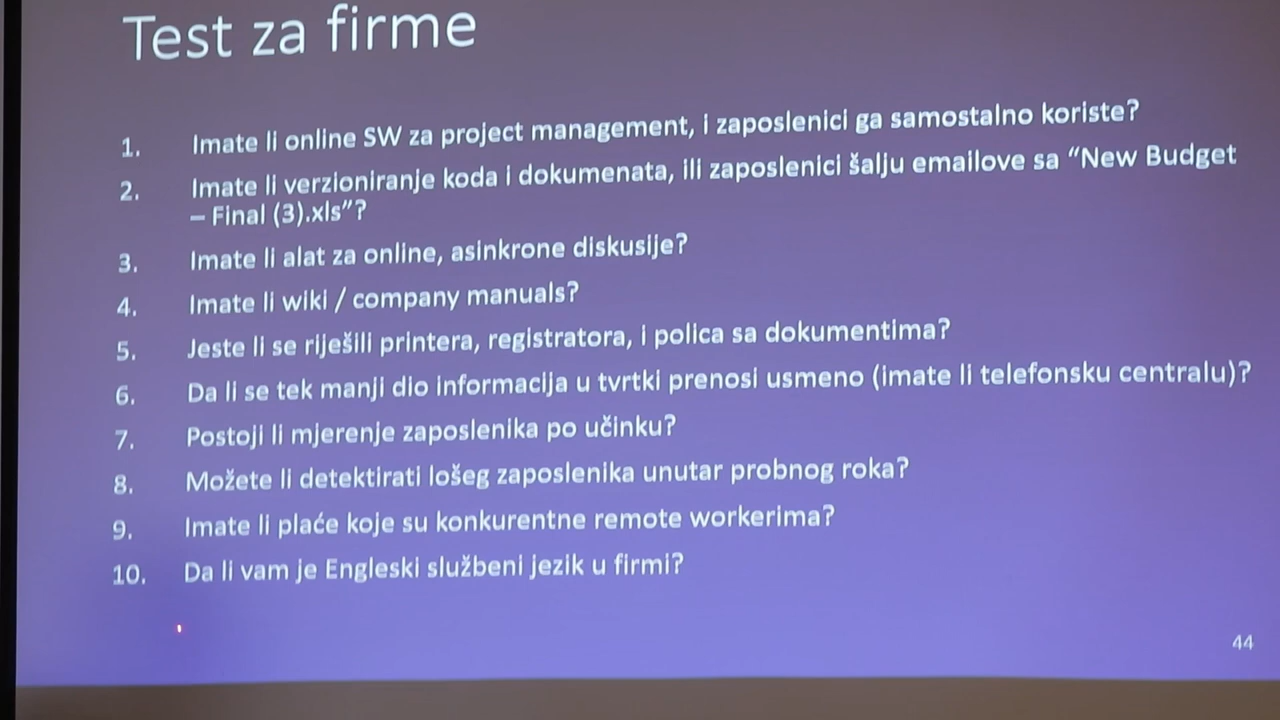 Test za firme
1. Imate li online SW za project management, i zaposlenici ga samostalno koriste?
2. Imate li verzioniranje koda i dokumenata, ili zaposlenici šalju emailove sa “New Budget
– Final (3).xls”?
3. Imate li alat za online, asinkrone diskusije?
4. Imate li wiki / company manuals?
5. Jeste li se riješili printera, registratora, i polica sa dokumentima?
6. Da li se tek manji dio informacija u tvrtki prenosi usmeno (imate li telefonsku centralu)?
7. Postoji li mjerenje zaposlenika po učinku?
8. Možete li detektirati lošeg zaposlenika unutar probnog roka?
9. Imate li plaće koje su konkurentne remote workerima?
10. Da li vam je Engleski službeni jezik u firmi?
44